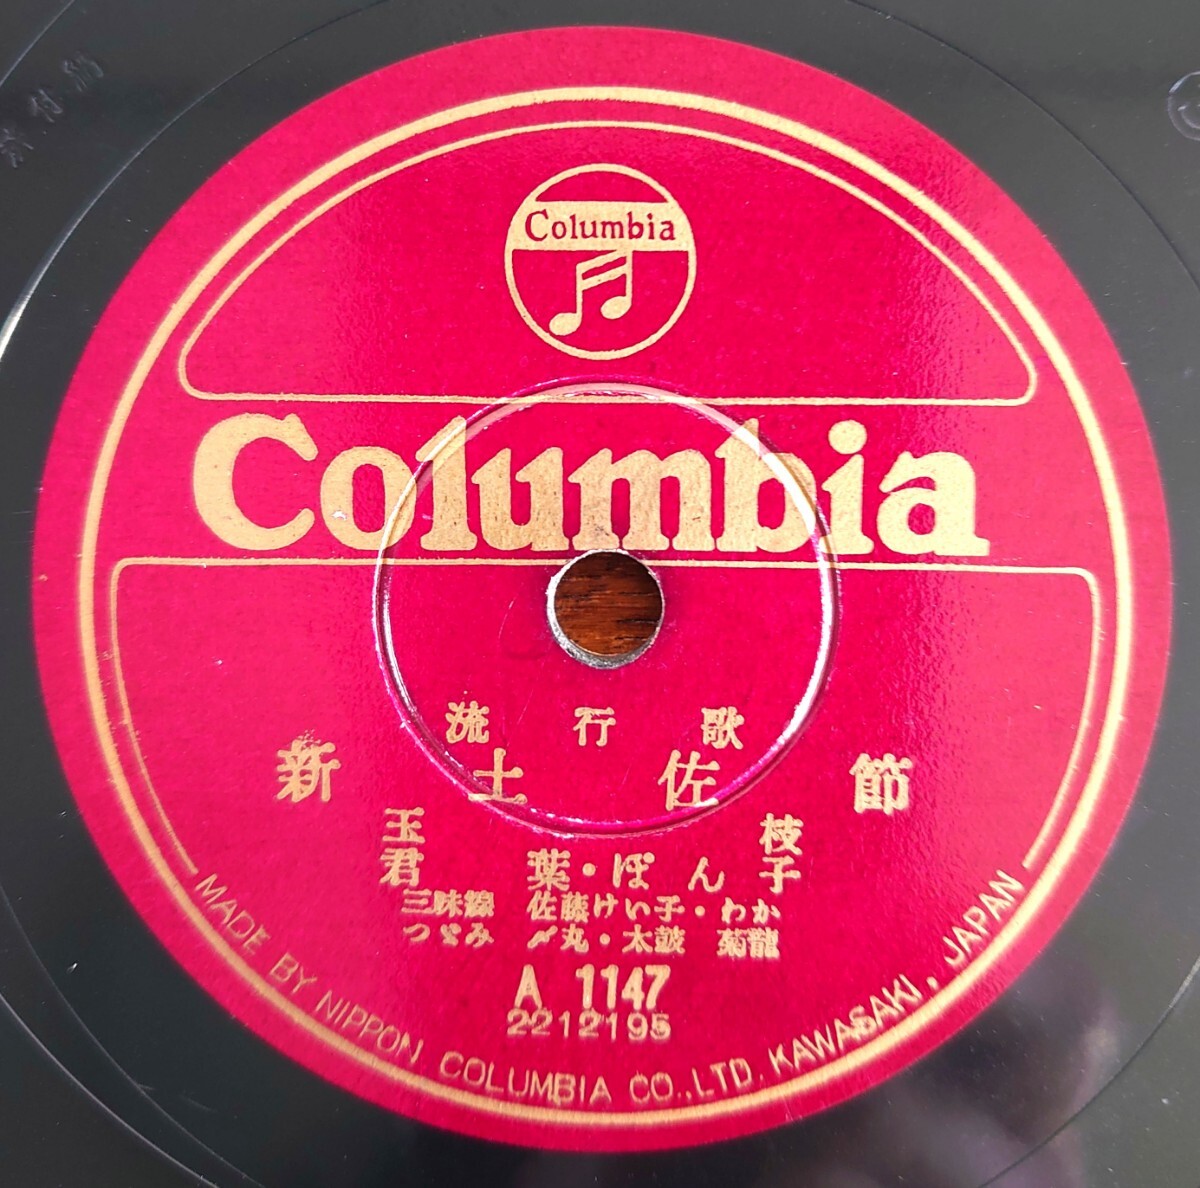 Columbia
Columbia
流行歌
新土佐節
玉枝
君葉・ぽん子
三味線 佐藤けい子・わか
つゞみ 〆丸・太鼓 菊龍
A 1147
2212195
MADE BY NIPPON COLUMBIA CO., LTD. KAWASAKI, JAPAN